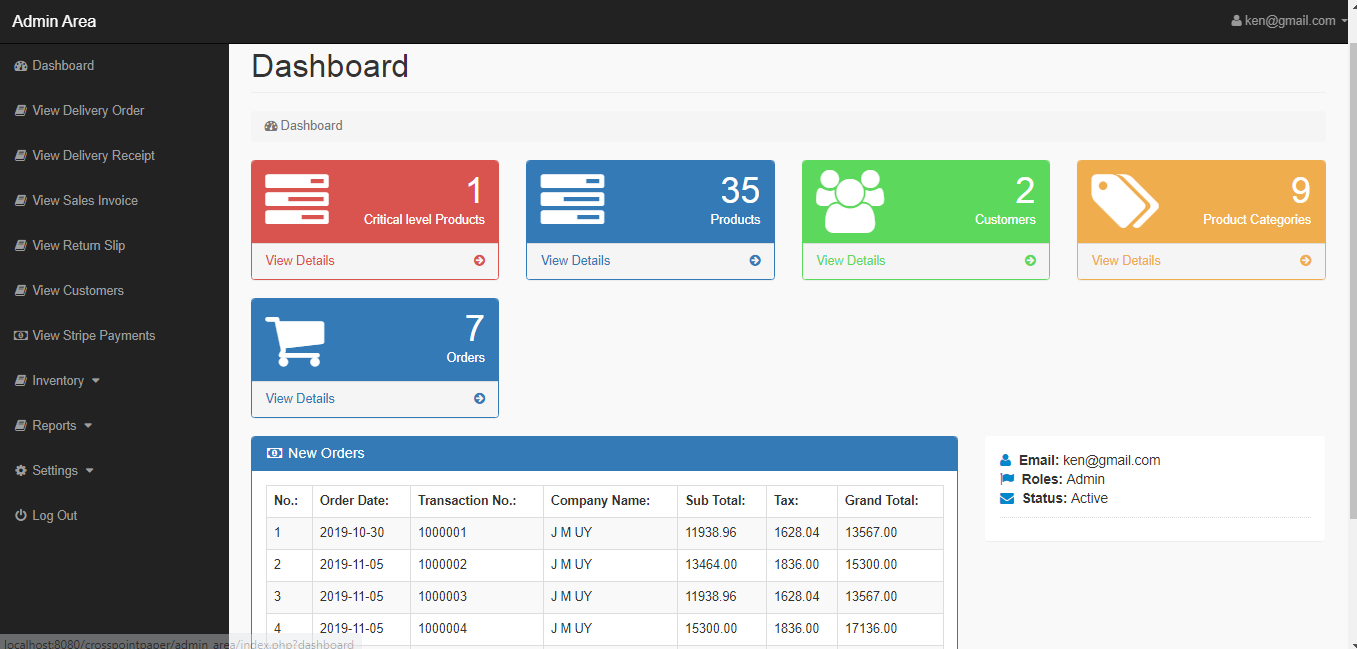 Admin Area
ken@gmail.com
Dashboard
View Delivery Order
View Delivery Receipt
View Sales Invoice
View Return Slip
View Customers
View Stripe Payments
Inventory
Reports
Settings
Log Out
Dashboard
Dashboard
1
Critical level Products
View Details
35
Products
View Details
2
Customers
View Details
9
Product Categories
View Details
7
Orders
View Details
New Orders
No.: Order Date: Transaction No.: Company Name: Sub Total: Tax: Grand Total:
1 2019-10-30 1000001 J M UY 11938.96 1628.04 13567.00
2 2019-11-05 1000002 J M UY 13464.00 1836.00 15300.00
3 2019-11-05 1000003 J M UY 11938.96 1628.04 13567.00
4 2019-11-05 1000004 J M UY 15300.00 1836.00 17136.00
Email: ken@gmail.com
Roles: Admin
Status: Active
localhost:8080/crosspointpaper/admin_area/index.php?dashboard